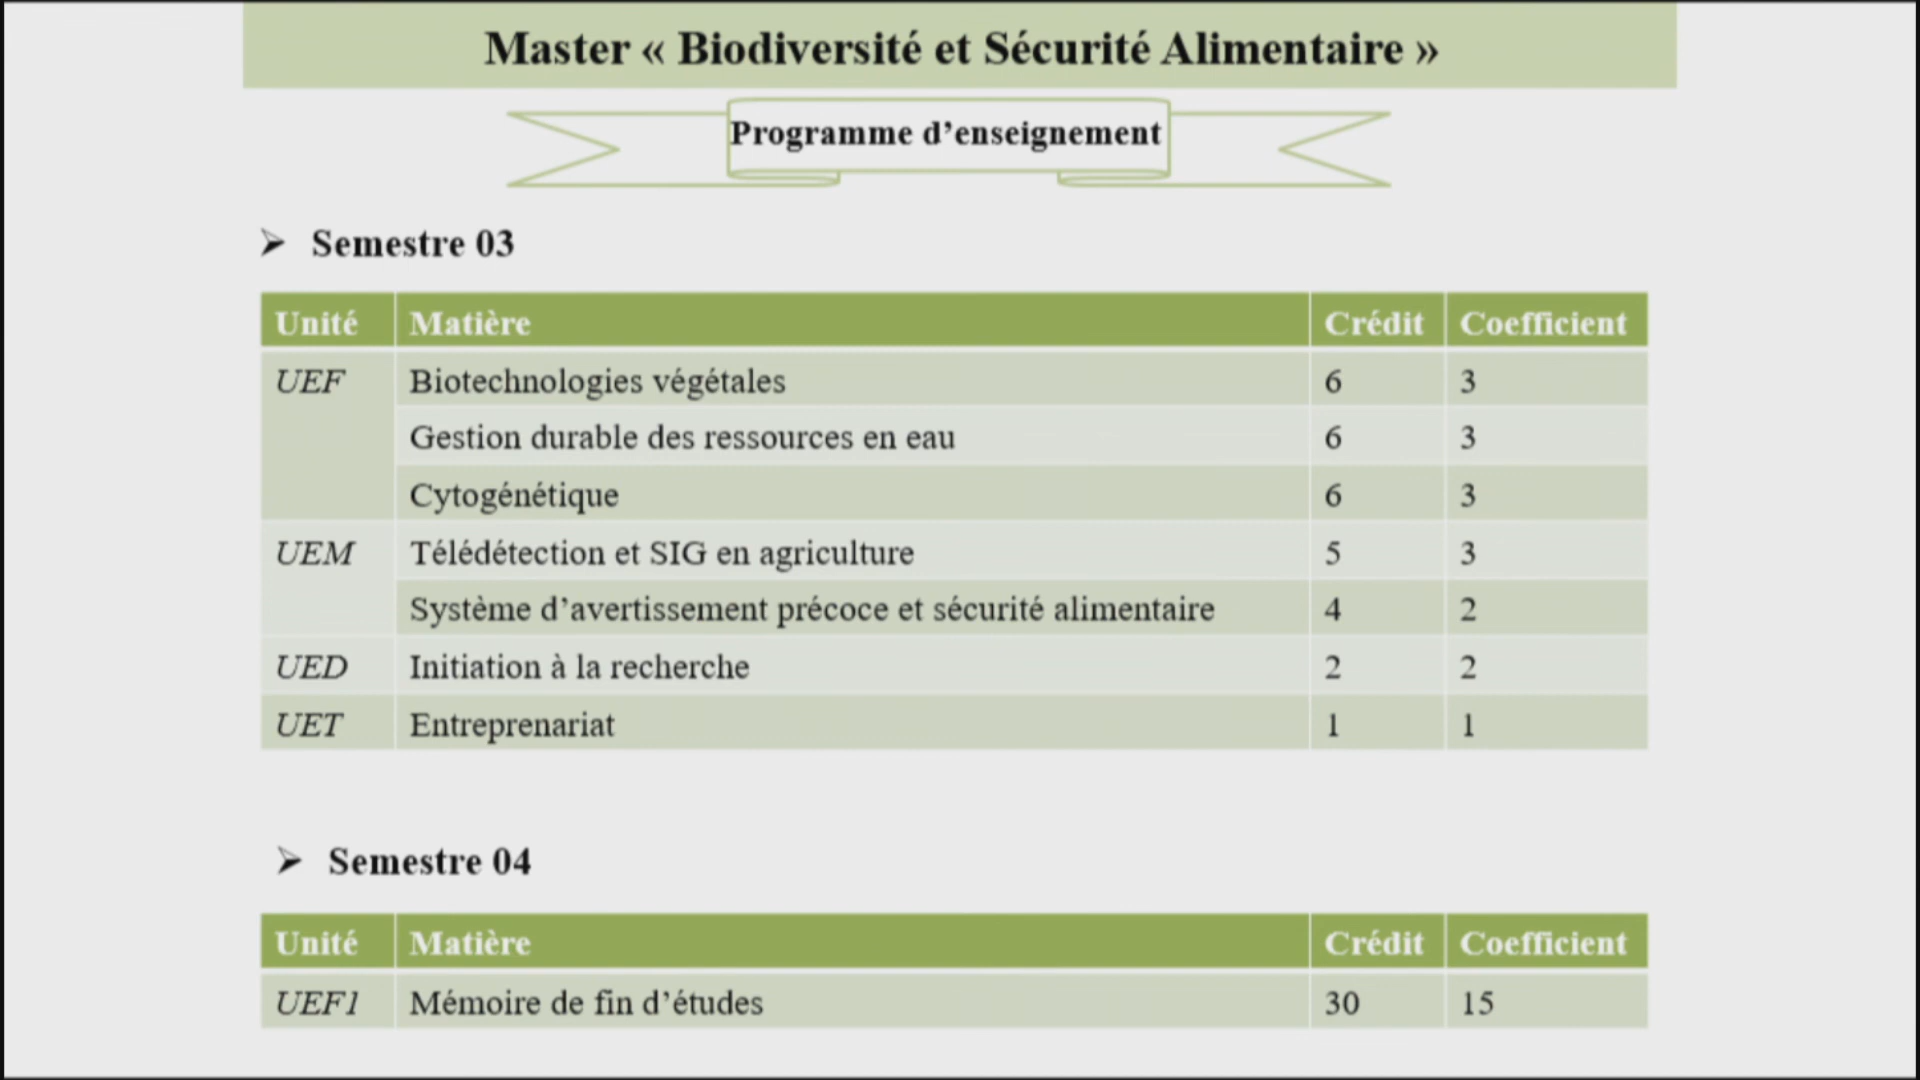 Master « Biodiversité et Sécurité Alimentaire »
Programme d’enseignement
Semestre 03
Unité Matière Crédit Coefficient
UEF Biotechnologies végétales 6 3
Gestion durable des ressources en eau 6 3
Cytogénétique 6 3
UEM Télédétection et SIG en agriculture 5 3
Système d’avertissement précoce et sécurité alimentaire 4 2
UED Initiation à la recherche 2 2
UET Entreprenariat 1 1
Semestre 04
Unité Matière Crédit Coefficient
UEF1 Mémoire de fin d’études 30 15